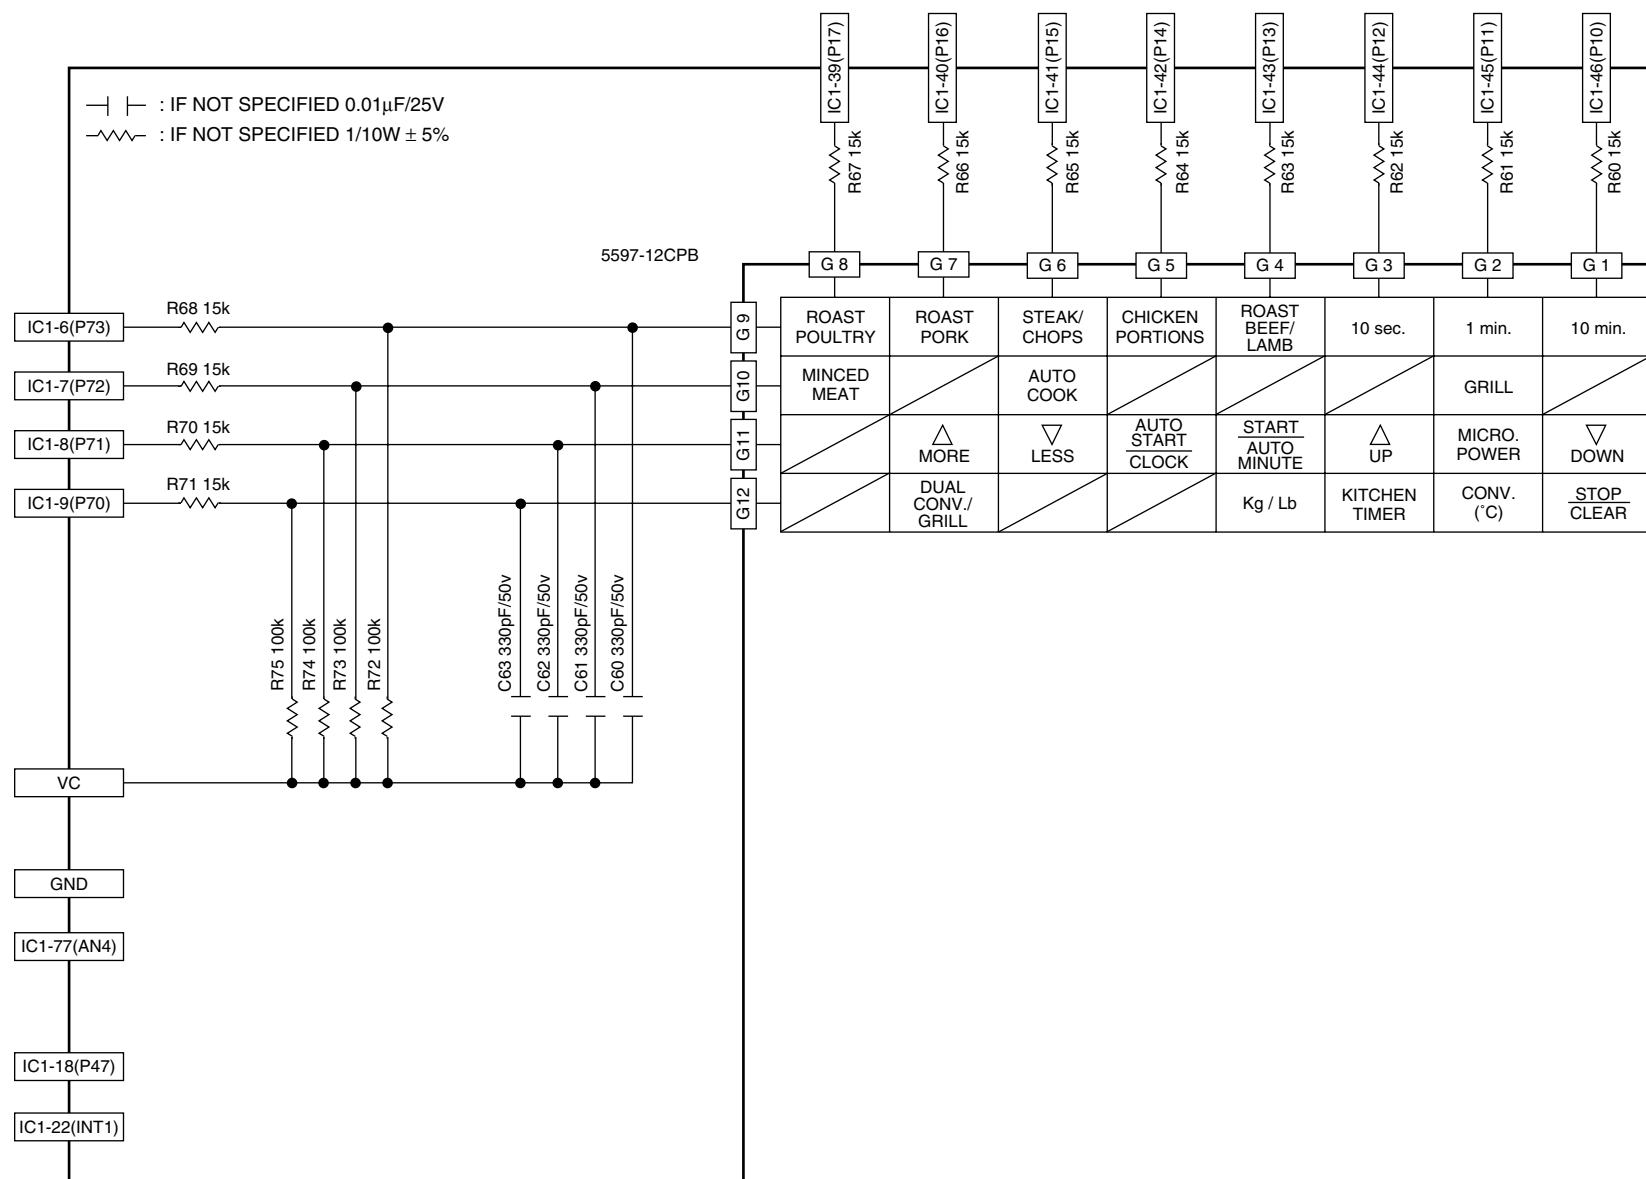 IC1-39(P17)
IC1-40(P16)
IC1-41(P15)
IC1-42(P14)
IC1-43(P13)
IC1-44(P12)
IC1-45(P11)
IC1-46(P10)
: IF NOT SPECIFIED 0.01μF/25V
: IF NOT SPECIFIED 1/10W ± 5%
R67 15k
R66 15k
R65 15k
R64 15k
R63 15k
R62 15k
R61 15k
R60 15k
5597-12CPB
G 8
G 7
G 6
G 5
G 4
G 3
G 2
G 1
IC1-6(P73)
R68 15k
G 9
ROAST
POULTRY
ROAST
PORK
STEAK/
CHOPS
CHICKEN
PORTIONS
ROAST
BEEF/
LAMB
10 sec.
1 min.
10 min.
IC1-7(P72)
R69 15k
G10
MINCED
MEAT
AUTO
COOK
GRILL
IC1-8(P71)
R70 15k
G11
△
MORE
▽
LESS
AUTO
START
CLOCK
START
AUTO
MINUTE
△
UP
MICRO.
POWER
▽
DOWN
IC1-9(P70)
R71 15k
G12
DUAL
CONV./
GRILL
Kg / Lb
KITCHEN
TIMER
CONV.
(˚C)
STOP
CLEAR
R75 100k
R74 100k
R73 100k
R72 100k
C63 330pF/50v
C62 330pF/50v
C61 330pF/50v
C60 330pF/50v
VC
GND
IC1-77(AN4)
IC1-18(P47)
IC1-22(INT1)